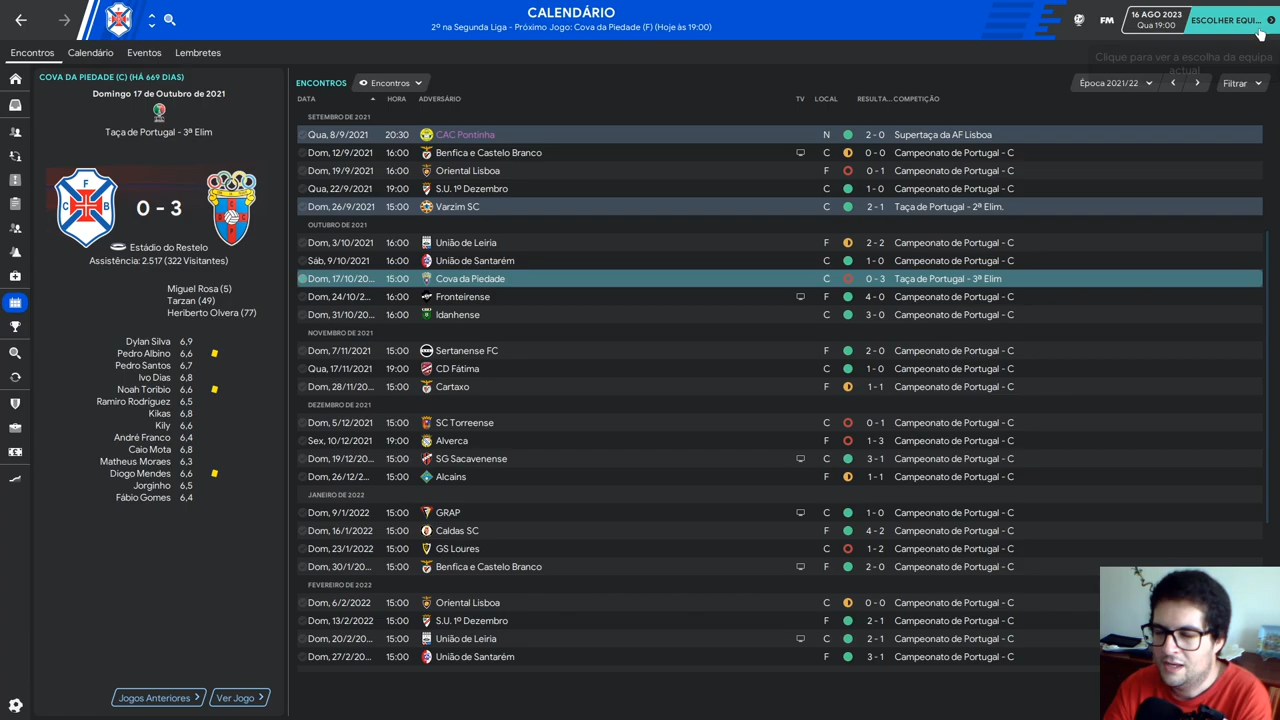 CALENDÁRIO
2º na Segunda Liga - Próximo Jogo: Cova da Piedade (F) (Hoje às 19:00)
FM
16 AGO 2023
Qua 19:00
ESCOLHER EQUI...
Encontros Calendário Eventos Lembretes
Clique para ver a escolha da equipa
actual
COVA DA PIEDADE (C) (HÁ 669 DIAS)
Domingo 17 de Outubro de 2021
Taça de Portugal - 3ª Elim
0 - 3
Estádio do Restelo
Assistência: 2.517 (322 Visitantes)
Miguel Rosa (5)
Tarzan (49)
Heriberto Olvera (77)
Dylan Silva 6,9
Pedro Albino 6,6
Pedro Santos 6,7
Ivo Dias 6,8
Noah Toribio 6,6
Ramiro Rodríguez 6,5
Kikas 6,8
Kily 6,6
André Franco 6,4
Caio Mota 6,8
Matheus Moraes 6,3
Diogo Mendes 6,6
Jorginho 6,5
Fábio Gomes 6,4
Jogos Anteriores Ver Jogo
ENCONTROS Encontros Época 2021/22 Filtrar
DATA HORA ADVERSÁRIO TV LOCAL RESULTA... COMPETIÇÃO
SETEMBRO DE 2021
Qua, 8/9/2021 20:30 CAC Pontinha N 2 - 0 Supertaça da AF Lisboa
Dom, 12/9/2021 16:00 Benfica e Castelo Branco C 0 - 0 Campeonato de Portugal - C
Dom, 19/9/2021 16:00 Oriental Lisboa F 0 - 1 Campeonato de Portugal - C
Qua, 22/9/2021 19:00 S.U. 1º Dezembro C 1 - 0 Campeonato de Portugal - C
Dom, 26/9/2021 15:00 Varzim SC C 2 - 1 Taça de Portugal - 2ª Elim.
OUTUBRO DE 2021
Dom, 3/10/2021 16:00 União de Leiria F 2 - 2 Campeonato de Portugal - C
Sáb, 9/10/2021 16:00 União de Santarém C 1 - 0 Campeonato de Portugal - C
Dom, 17/10/20... 15:00 Cova da Piedade C 0 - 3 Taça de Portugal - 3ª Elim
Dom, 24/10/2... 16:00 Fronteirense F 4 - 0 Campeonato de Portugal - C
Dom, 31/10/20... 16:00 Idanhense C 3 - 0 Campeonato de Portugal - C
NOVEMBRO DE 2021
Dom, 7/11/2021 15:00 Sertanense FC F 2 - 0 Campeonato de Portugal - C
Qua, 17/11/2021 19:00 CD Fátima C 1 - 0 Campeonato de Portugal - C
Dom, 28/11/20... 15:00 Cartaxo F 1 - 1 Campeonato de Portugal - C
DEZEMBRO DE 2021
Dom, 5/12/2021 15:00 SC Torreense C 0 - 1 Campeonato de Portugal - C
Sex, 10/12/2021 19:00 Alverca F 1 - 3 Campeonato de Portugal - C
Dom, 19/12/20... 15:00 SG Sacavenense C 3 - 1 Campeonato de Portugal - C
Dom, 26/12/2... 15:00 Alcains F 1 - 1 Campeonato de Portugal - C
JANEIRO DE 2022
Dom, 9/1/2022 15:00 GRAP C 1 - 0 Campeonato de Portugal - C
Dom, 16/1/2022 15:00 Caldas SC F 4 - 2 Campeonato de Portugal - C
Dom, 23/1/2022 15:00 GS Loures C 1 - 2 Campeonato de Portugal - C
Dom, 30/1/20... 15:00 Benfica e Castelo Branco F 2 - 0 Campeonato de Portugal - C
FEVEREIRO DE 2022
Dom, 6/2/2022 15:00 Oriental Lisboa C 0 - 0 Campeonato de Portugal - C
Dom, 13/2/2022 15:00 S.U. 1º Dezembro F 2 - 1 Campeonato de Portugal - C
Dom, 20/2/2... 15:00 União de Leiria C 2 - 1 Campeonato de Portugal - C
Dom, 27/2/20... 15:00 União de Santarém F 3 - 1 Campeonato de Portugal - C